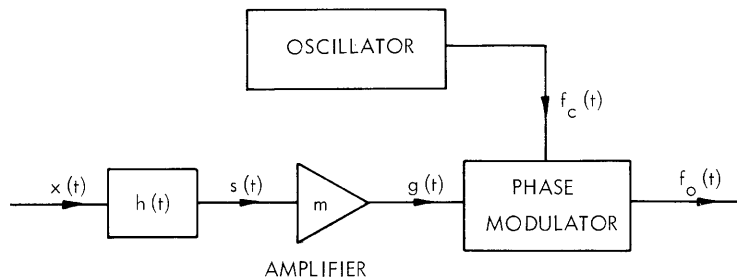 OSCILLATOR
f_c (t)
x (t)
h (t)
s (t)
m
g (t)
PHASE
MODULATOR
f_o (t)
AMPLIFIER